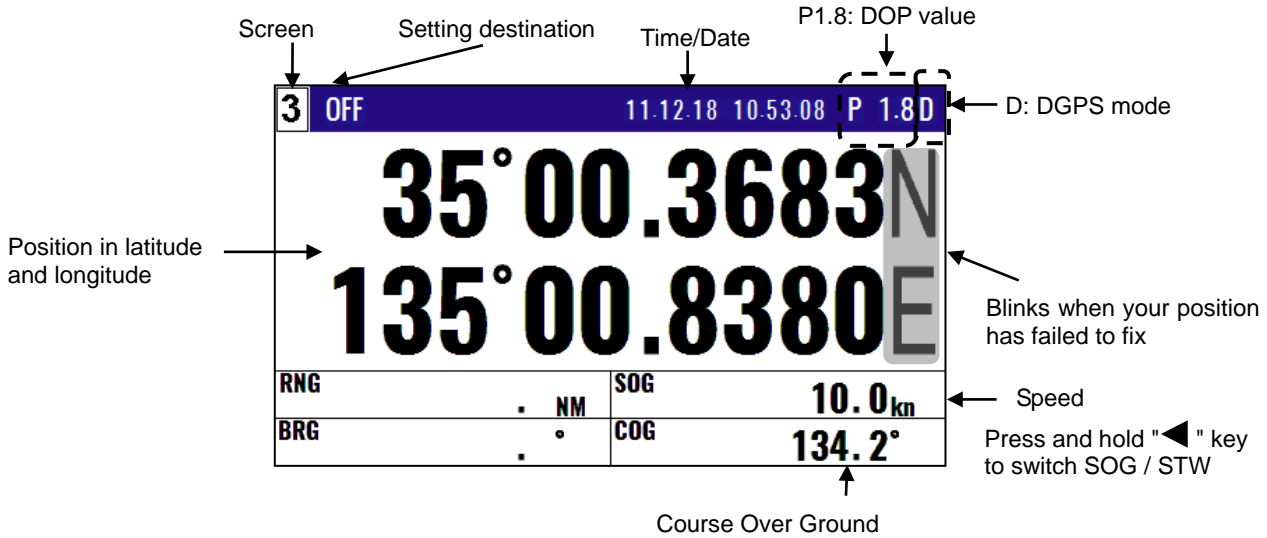 P1.8: DOP value
Screen
Setting destination
Time/Date
3 OFF 11.12.18 10.53.08 P 1.8 D
D: DGPS mode
35°00.3683N
Position in latitude
and longitude
135°00.8380E
Blinks when your position
has failed to fix
RNG . NM
SOG 10.0kn
Speed
BRG . °
COG 134.2°
Press and hold "◀ " key
to switch SOG / STW
Course Over Ground